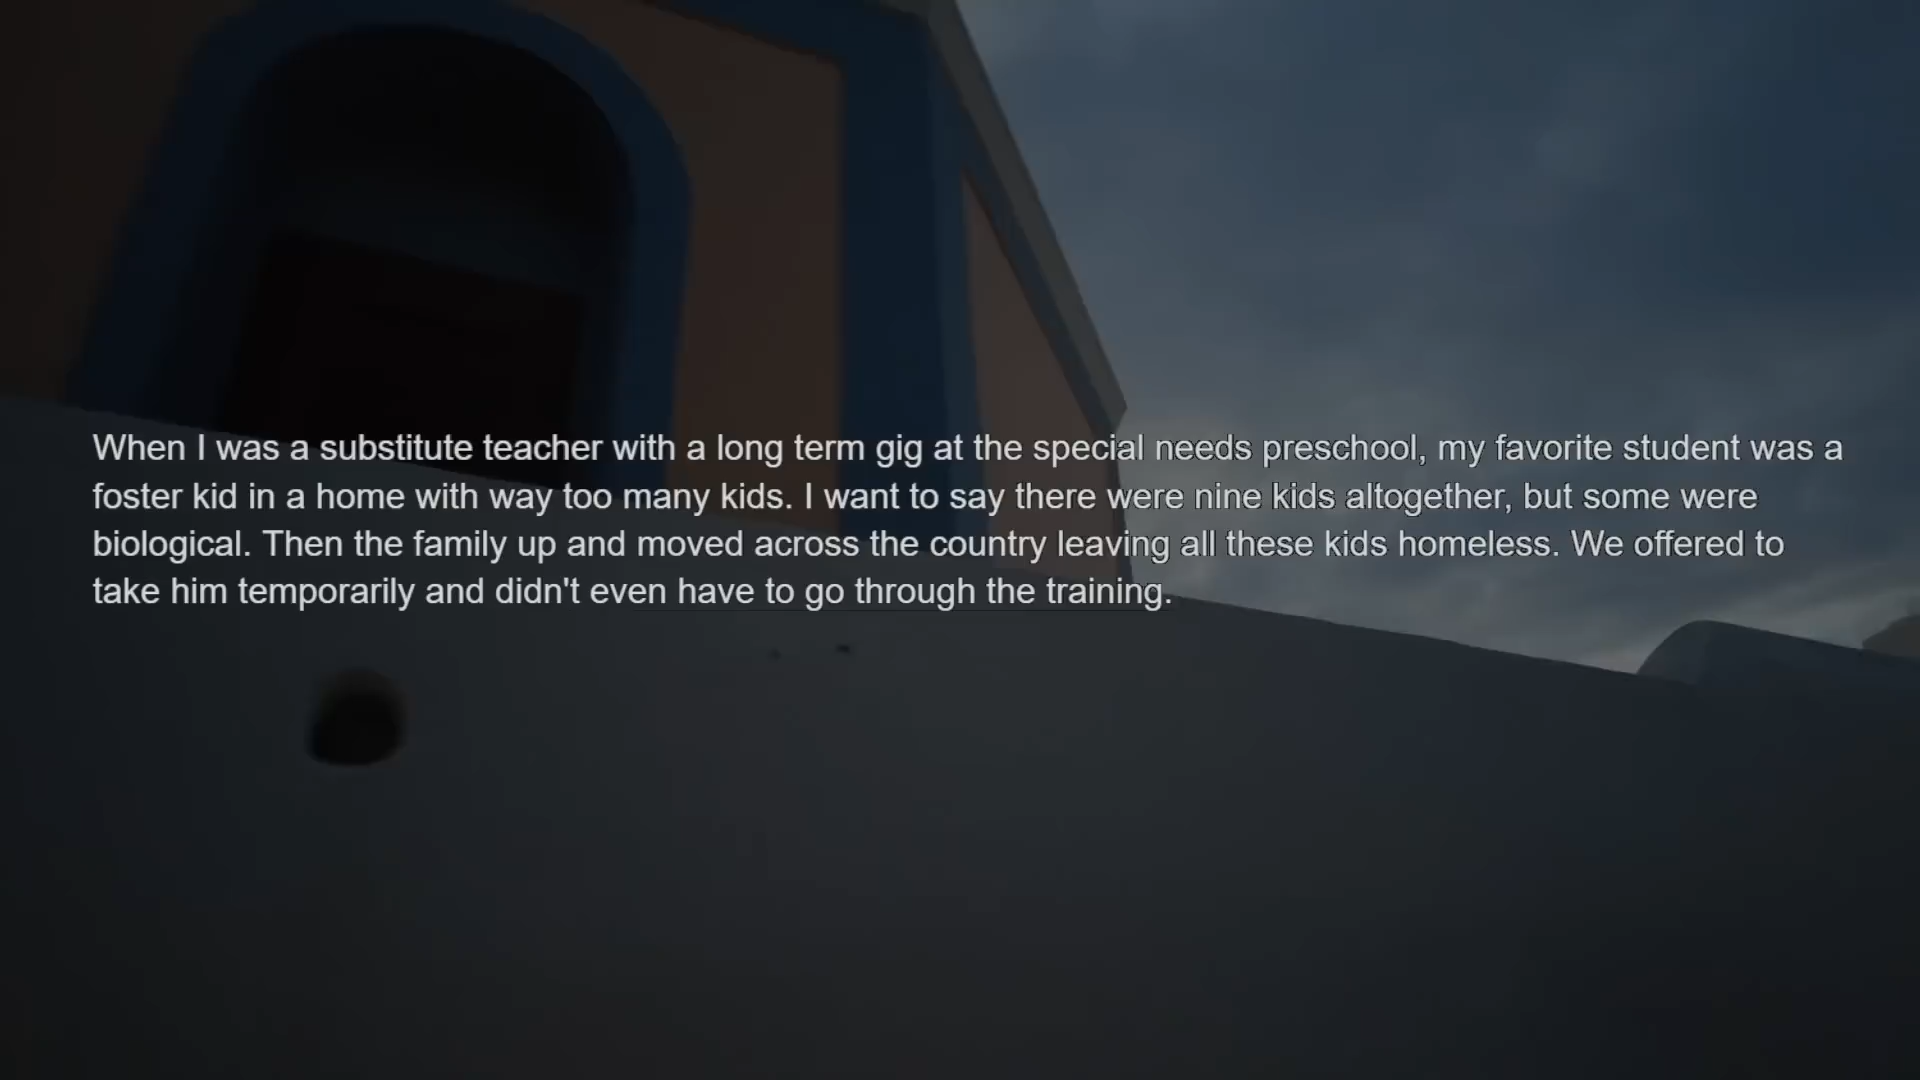 When I was a substitute teacher with a long term gig at the special needs preschool, my favorite student was a
foster kid in a home with way too many kids. I want to say there were nine kids altogether, but some were
biological. Then the family up and moved across the country leaving all these kids homeless. We offered to
take him temporarily and didn't even have to go through the training.